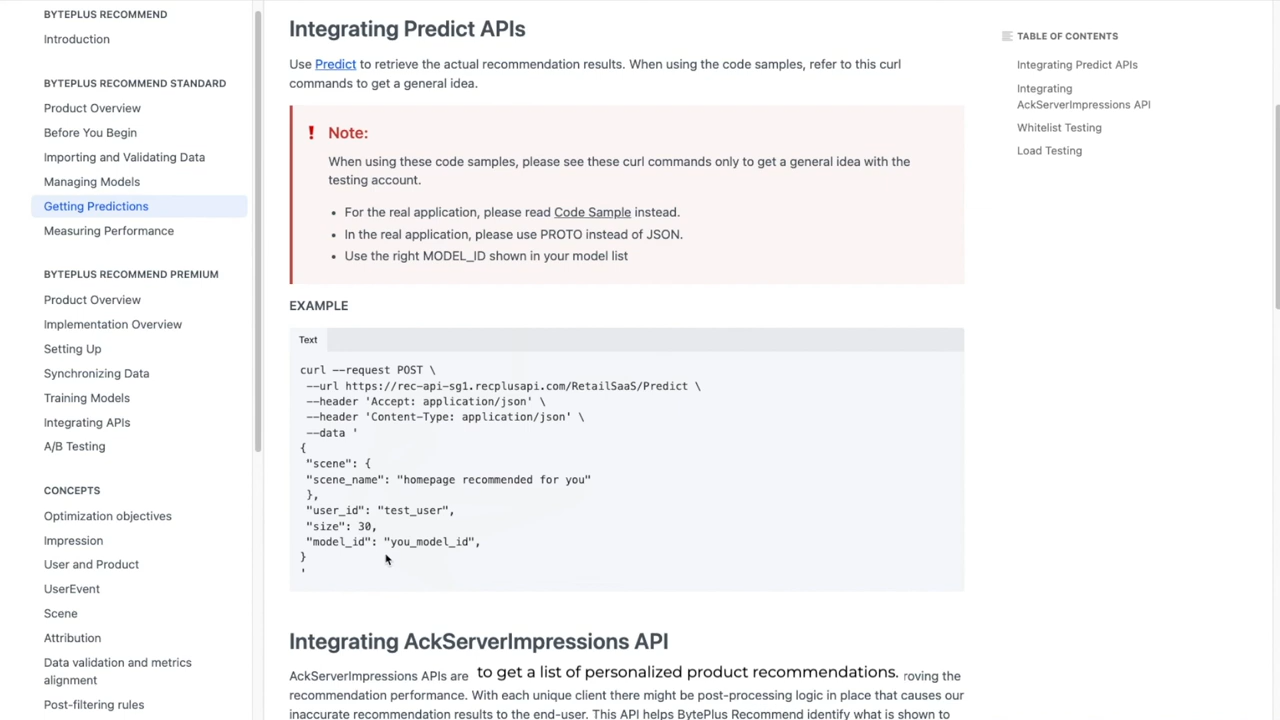 BYTEPLUS RECOMMEND
Introduction
BYTEPLUS RECOMMEND STANDARD
Product Overview
Before You Begin
Importing and Validating Data
Managing Models
Getting Predictions
Measuring Performance
BYTEPLUS RECOMMEND PREMIUM
Product Overview
Implementation Overview
Setting Up
Synchronizing Data
Training Models
Integrating APIs
A/B Testing
CONCEPTS
Optimization objectives
Impression
User and Product
UserEvent
Scene
Attribution
Data validation and metrics
alignment
Post-filtering rules
Integrating Predict APIs
Use Predict to retrieve the actual recommendation results. When using the code samples, refer to this curl
commands to get a general idea.
Note:
When using these code samples, please see these curl commands only to get a general idea with the
testing account.
• For the real application, please read Code Sample instead.
• In the real application, please use PROTO instead of JSON.
• Use the right MODEL_ID shown in your model list
EXAMPLE
Text
curl --request POST \
--url https://rec-api-sg1.recplusapi.com/RetailSaaS/Predict \
--header 'Accept: application/json' \
--header 'Content-Type: application/json' \
--data '
{
"scene": {
"scene_name": "homepage recommended for you"
},
"user_id": "test_user",
"size": 30,
"model_id": "you_model_id",
}
'
Integrating AckServerImpressions API
AckServerImpressions APIs are to get a list of personalized product recommendations. roving the
recommendation performance. With each unique client there might be post-processing logic in place that causes our
inaccurate recommendation results to the end-user. This API helps BytePlus Recommend identify what is shown to
TABLE OF CONTENTS
Integrating Predict APIs
Integrating
AckServerImpressions API
Whitelist Testing
Load Testing